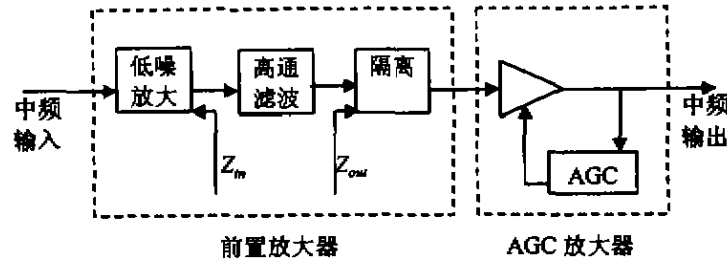 低噪
放大
高通
滤波
隔离
中频
输入
Z_in
Z_out
AGC
中频
输出
前置放大器
AGC 放大器